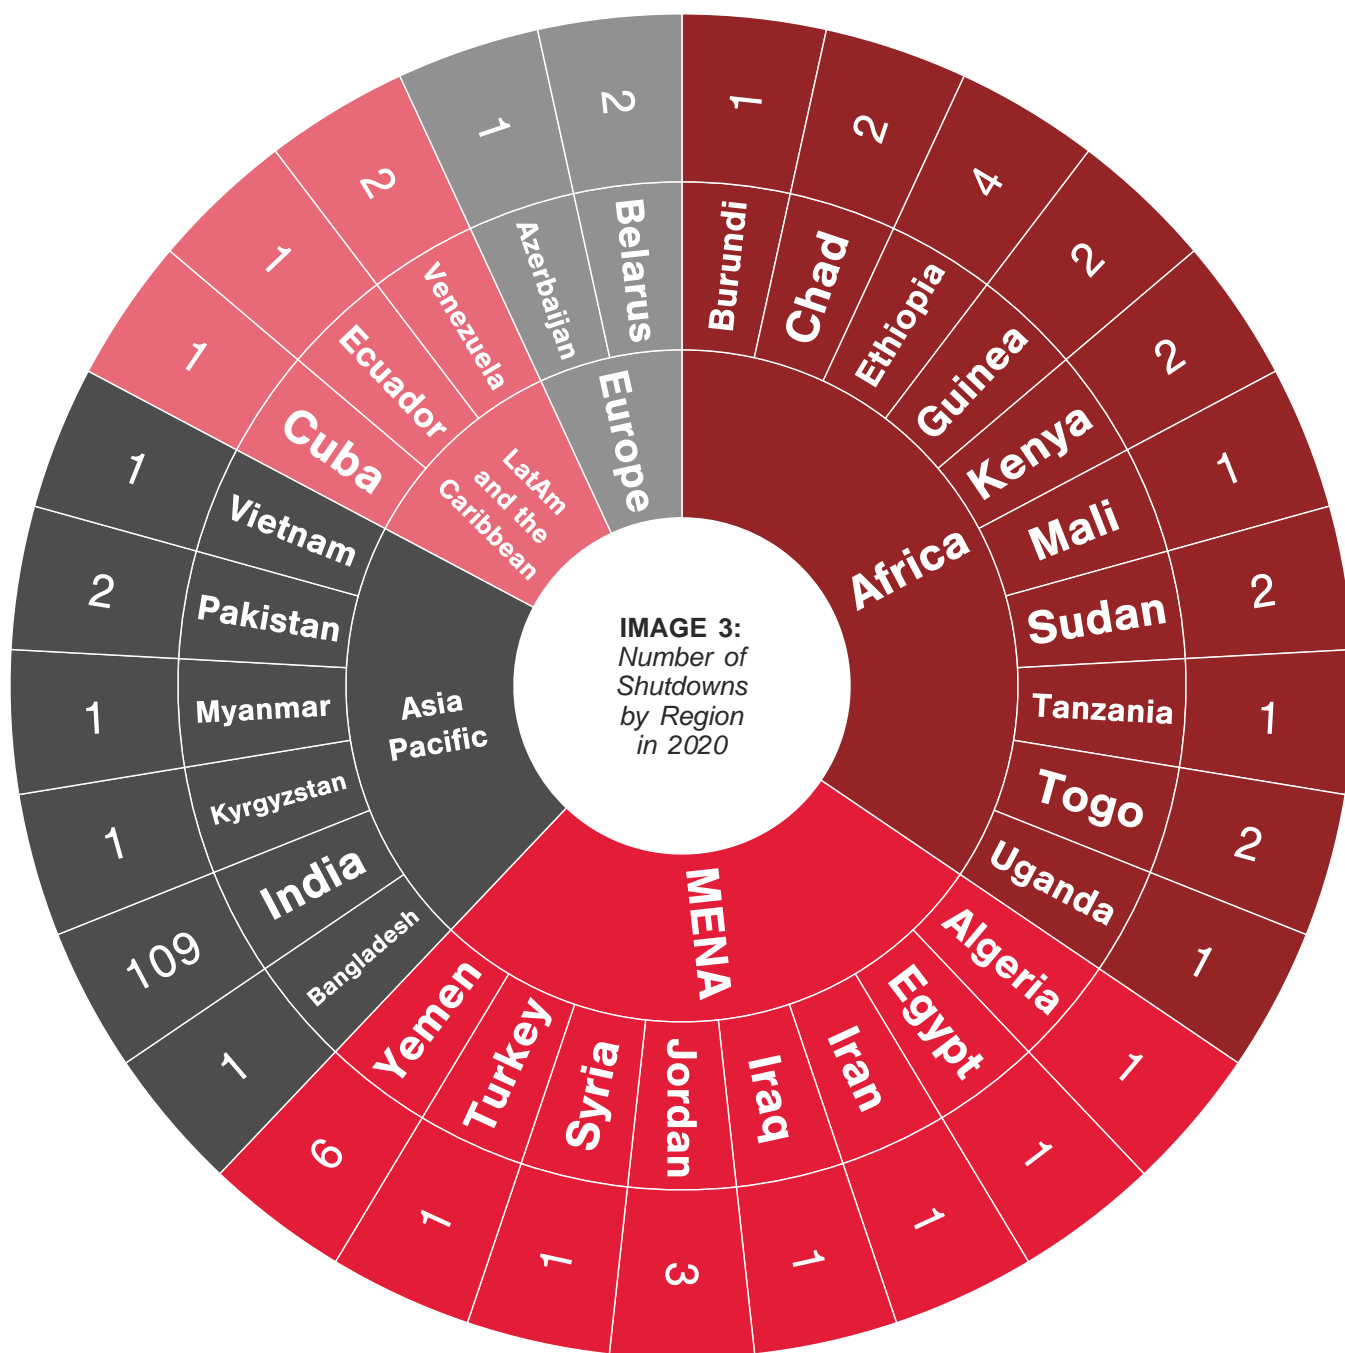 IMAGE 3:
Number of
Shutdowns
by Region
in 2020
Africa
Burundi
1
Chad
2
Ethiopia
4
Guinea
2
Kenya
2
Mali
1
Sudan
2
Tanzania
1
Togo
2
Uganda
1
MENA
Algeria
1
Egypt
1
Iran
1
Iraq
1
Jordan
3
Syria
1
Turkey
1
Yemen
6
Asia
Pacific
Bangladesh
1
India
109
Kyrgyzstan
1
Myanmar
1
Pakistan
2
Vietnam
1
LatAm
and the
Caribbean
Cuba
1
Ecuador
1
Venezuela
2
Europe
Azerbaijan
1
Belarus
2